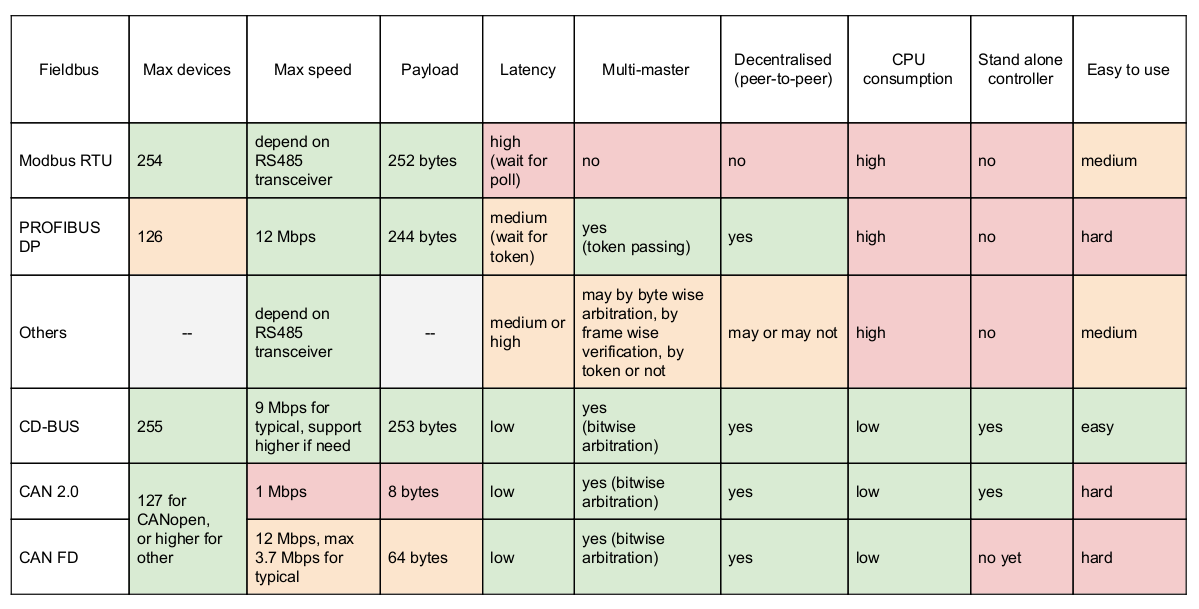 Fieldbus
Max devices
Max speed
Payload
Latency
Multi-master
Decentralised
(peer-to-peer)
CPU
consumption
Stand alone
controller
Easy to use
Modbus RTU
254
depend on
RS485
transceiver
252 bytes
high
(wait for
poll)
no
no
high
no
medium
PROFIBUS
DP
126
12 Mbps
244 bytes
medium
(wait for
token)
yes
(token passing)
yes
high
no
hard
Others
--
depend on
RS485
transceiver
--
medium or
high
may by byte wise
arbitration, by
frame wise
verification, by
token or not
may or may not
high
no
medium
CD-BUS
255
9 Mbps for
typical, support
higher if need
253 bytes
low
yes
(bitwise
arbitration)
yes
low
yes
easy
CAN 2.0
127 for
CANopen,
or higher for
other
1 Mbps
8 bytes
low
yes (bitwise
arbitration)
yes
low
yes
hard
CAN FD
12 Mbps, max
3.7 Mbps for
typical
64 bytes
low
yes (bitwise
arbitration)
yes
low
no yet
hard